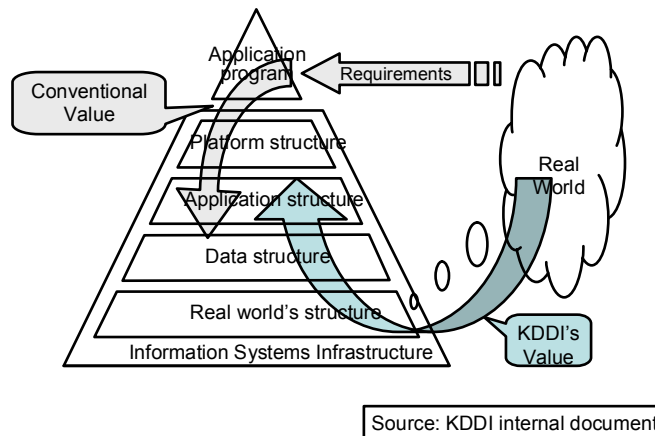 Application
program
Requirements
Conventional
Value
Platform structure
Real
World
Application structure
Data structure
Real world's structure
KDDI's
Value
Information Systems Infrastructure
Source: KDDI internal document